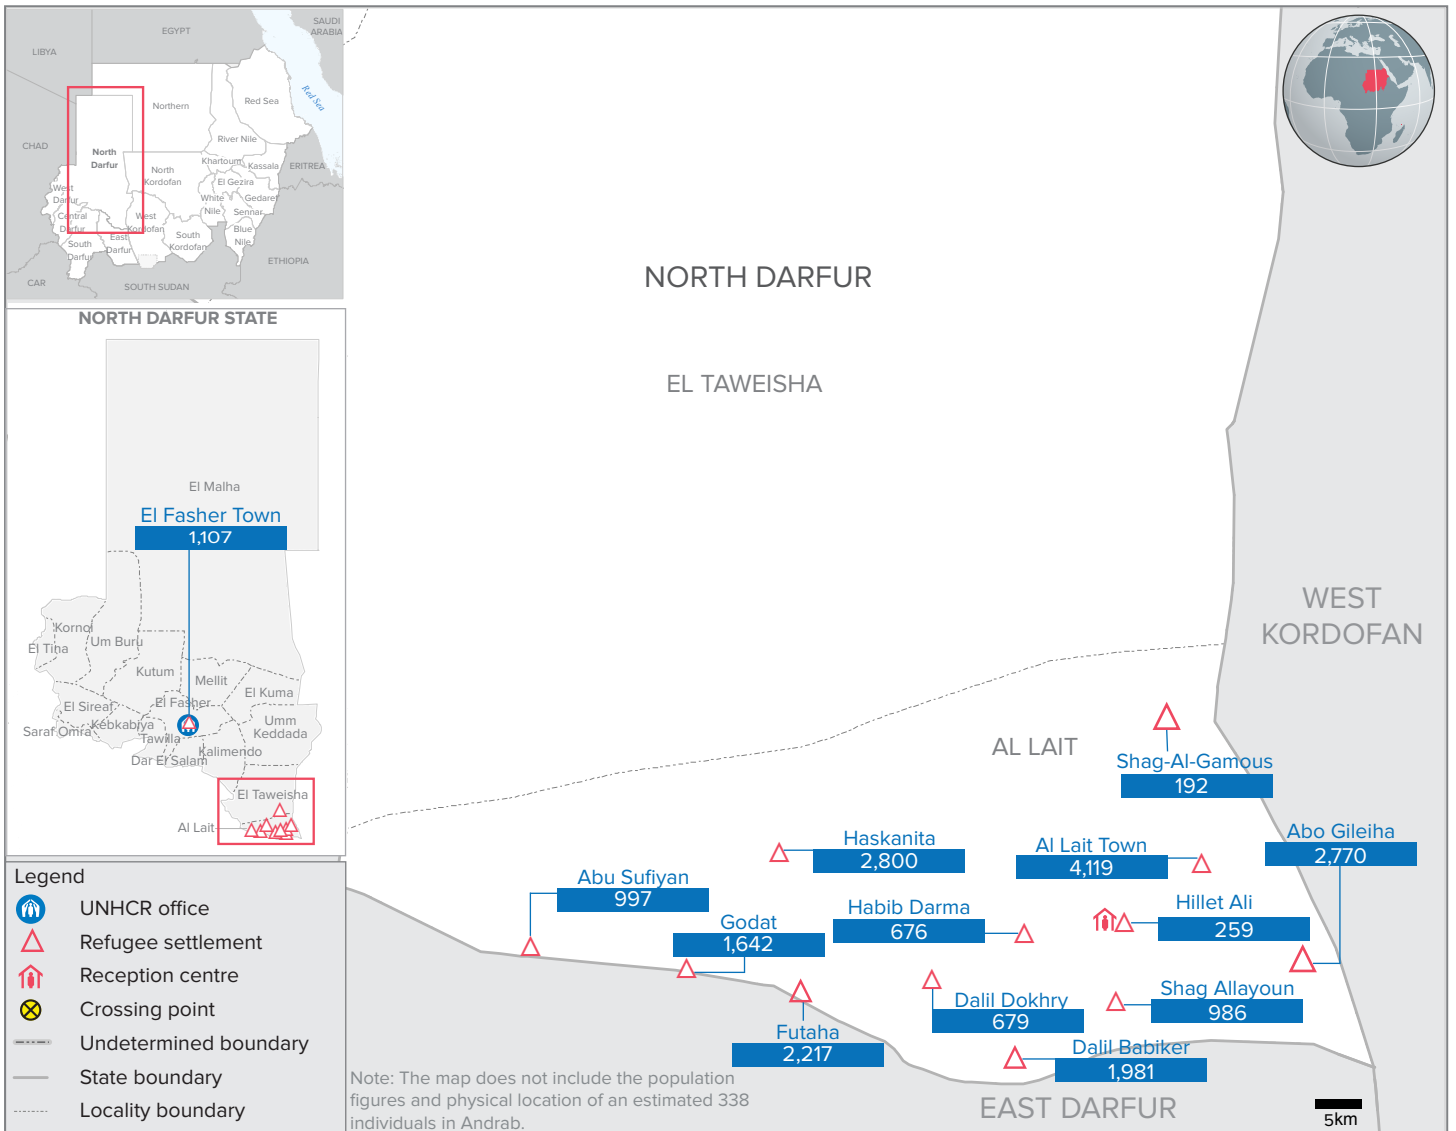 EGYPT
SAUDI
ARABIA
LIBYA
Red Sea
Northern
Red Sea
CHAD
North
Darfur
River Nile
Khartoum
Kassala
ERITREA
North
Kordofan
El Gezira
West
Darfur
White
Nile
Gedaref
Sennar
Central
Darfur
West
Kordofan
South
Kordofan
Blue
Nile
East
Darfur
South
Darfur
ETHIOPIA
CAR
SOUTH SUDAN
NORTH DARFUR STATE
El Malha
El Fasher Town
1,107
Kornoi
El Tina
Um Buru
Kutum
Mellit
El Kuma
El Sireaf
El Fasher
Saraf Omra
Kebkabiya
Umm
Keddada
Tawilla
Kalimendo
Dar El Salam
El Taweisha
Al Lait
Legend
UNHCR office
Refugee settlement
Reception centre
Crossing point
Undetermined boundary
State boundary
Locality boundary
NORTH DARFUR
EL TAWEISHA
WEST
KORDOFAN
AL LAIT
Shag-Al-Gamous
192
Haskanita
2,800
Al Lait Town
4,119
Abo Gileiha
2,770
Abu Sufiyan
997
Habib Darma
676
Hillet Ali
259
Godat
1,642
Dalil Dokhry
679
Shag Allayoun
986
Futaha
2,217
Dalil Babiker
1,981
EAST DARFUR
Note: The map does not include the population
figures and physical location of an estimated 338
individuals in Andrab.
5km